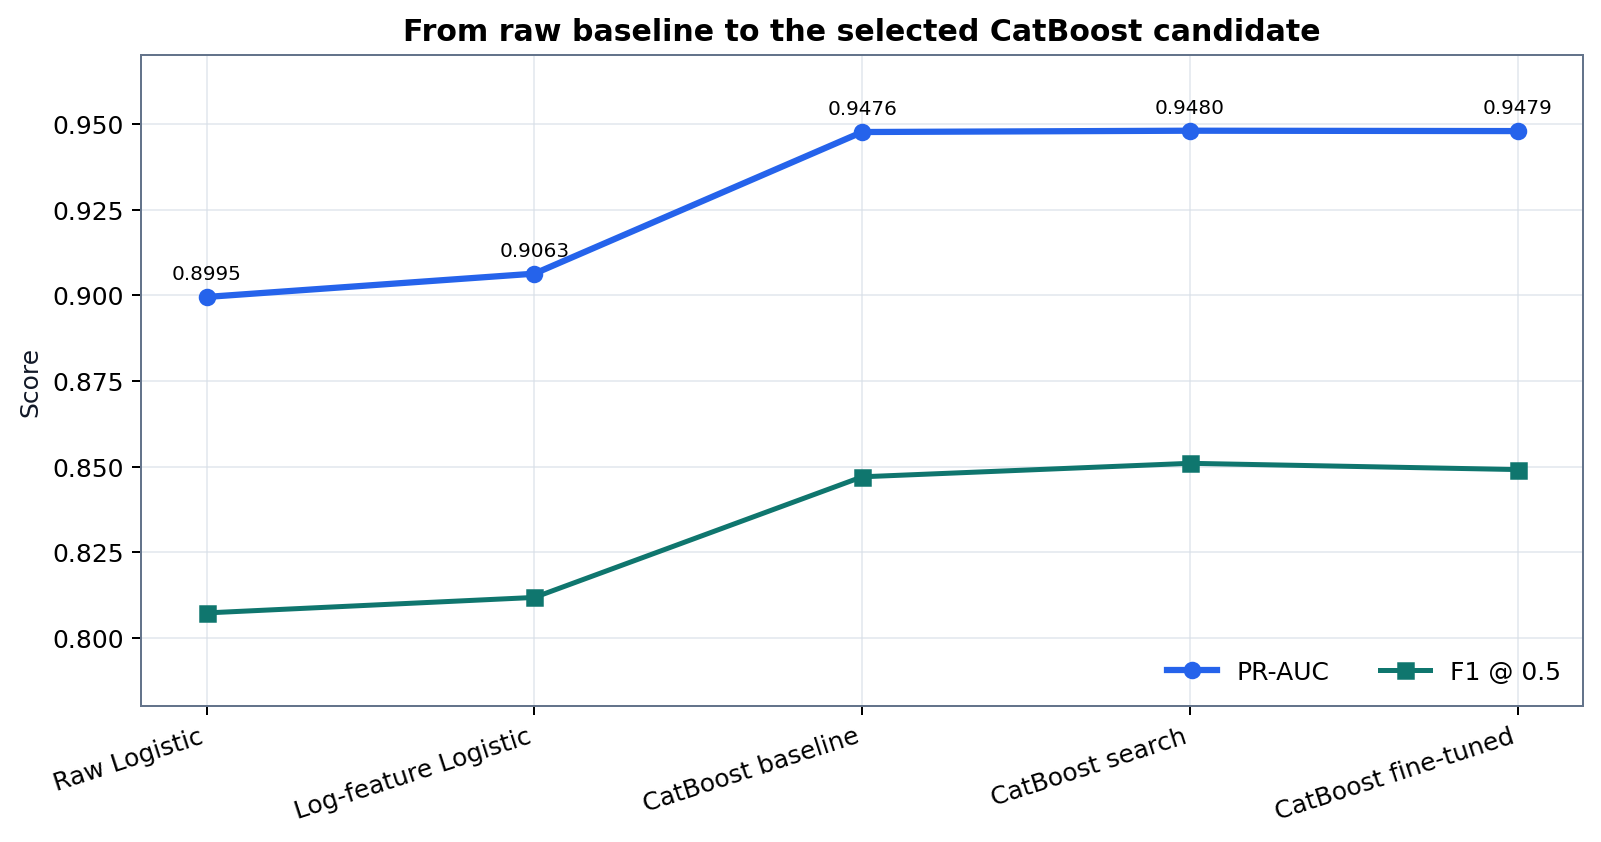 From raw baseline to the selected CatBoost candidate
0.9476
0.9480
0.9479
0.9063
0.8995
0.950
0.925
0.900
0.875
0.850
0.825
0.800
Score
PR-AUC
F1 @ 0.5
Raw Logistic
Log-feature Logistic
CatBoost baseline
CatBoost search
CatBoost fine-tuned